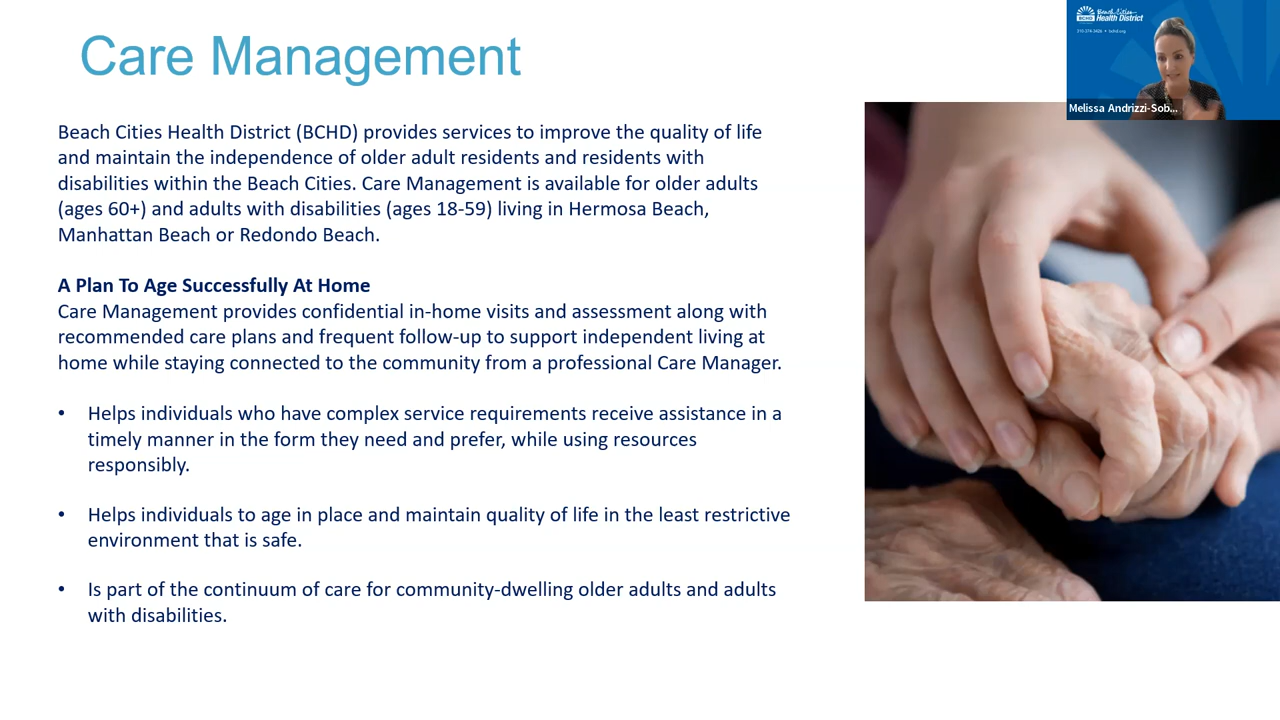 Care Management
Beach Cities
Health District
BCHD
310-374-3426 • bchd.org
Melissa Andrizzi-Sob...
Beach Cities Health District (BCHD) provides services to improve the quality of life
and maintain the independence of older adult residents and residents with
disabilities within the Beach Cities. Care Management is available for older adults
(ages 60+) and adults with disabilities (ages 18-59) living in Hermosa Beach,
Manhattan Beach or Redondo Beach.
A Plan To Age Successfully At Home
Care Management provides confidential in-home visits and assessment along with
recommended care plans and frequent follow-up to support independent living at
home while staying connected to the community from a professional Care Manager.
• Helps individuals who have complex service requirements receive assistance in a
timely manner in the form they need and prefer, while using resources
responsibly.
• Helps individuals to age in place and maintain quality of life in the least restrictive
environment that is safe.
• Is part of the continuum of care for community-dwelling older adults and adults
with disabilities.